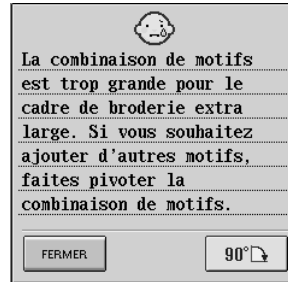 La combinaison de motifs
est trop grande pour le
cadre de broderie extra
large. Si vous souhaitez
ajouter d'autres motifs,
faites pivoter la
combinaison de motifs.
FERMER
90°